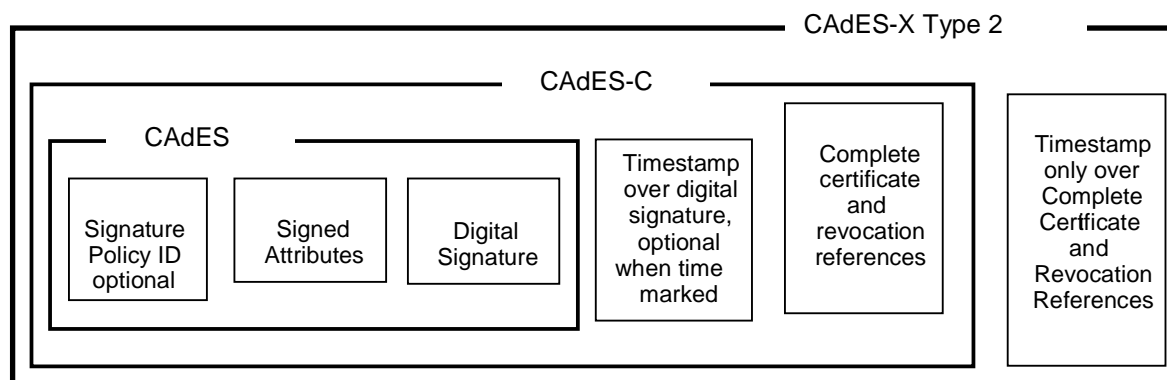 CAdES-X Type 2
CAdES-C
CAdES
Signature
Policy ID
optional
Signed
Attributes
Digital
Signature
Timestamp
over digital
signature,
optional
when time
marked
Complete
certificate
and
revocation
references
Timestamp
only over
Complete
Certificate
and
Revocation
References